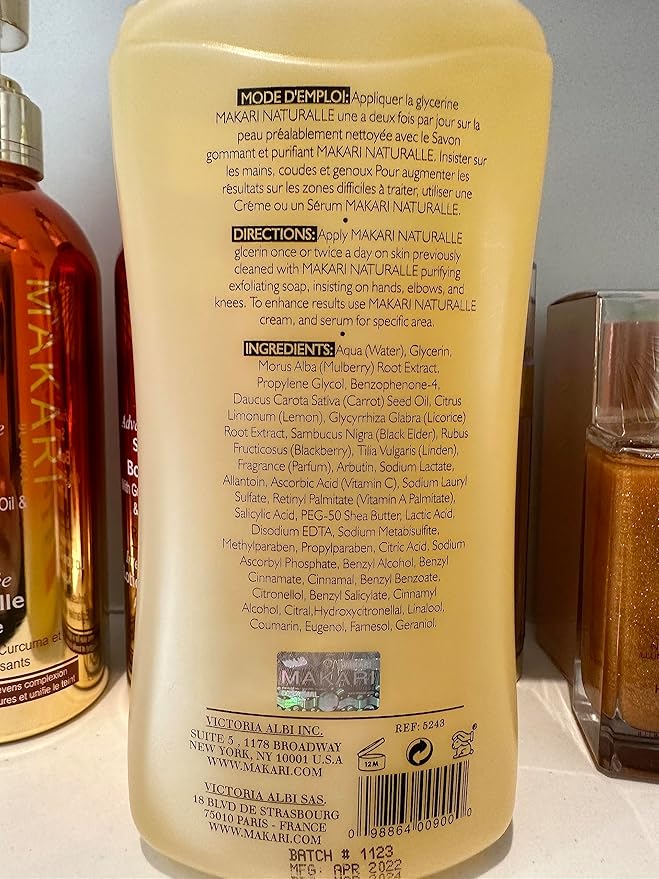 MODE D'EMPLOI: Appliquer la glycerine
MAKARI NATURALLE une a deux fois par jour sur la
peau préalablement nettoyée avec le Savon
gommant et purifiant MAKARI NATURALLE. Insister sur
les mains, coudes et genoux Pour augmenter les
résultats sur les zones difficiles à traiter, utiliser une
Crème ou un Sérum MAKARI NATURALLE.
•
DIRECTIONS: Apply MAKARI NATURALLE
glcerin once or twice a day on skin previously
cleaned with MAKARI NATURALLE purifying
exfoliating soap, insisting on hands, elbows, and
knees. To enhance results use MAKARI NATURALLE
cream, and serum for specific area.
•
INGREDIENTS: Aqua (Water), Glycerin,
Morus Alba (Mulberry) Root Extract,
Propylene Glycol, Benzophenone-4,
Daucus Carota Sativa (Carrot) Seed Oil, Citrus
Limonum (Lemon), Glycyrrhiza Glabra (Licorice)
Root Extract, Sambucus Nigra (Black Elder), Rubus
Fructicosus (Blackberry), Tilia Vulgaris (Linden),
Fragrance (Parfum), Arbutin, Sodium Lactate,
Allantoin, Ascorbic Acid (Vitamin C), Sodium Lauryl
Sulfate, Retinyl Palmitate (Vitamin A Palmitate),
Salicylic Acid, PEG-50 Shea Butter, Lactic Acid,
Disodium EDTA, Sodium Metabisulfite,
Methylparaben, Propylparaben, Citric Acid, Sodium
Ascorbyl Phosphate, Benzyl Alcohol, Benzyl
Cinnamate, Cinnamal, Benzyl Benzoate,
Citronellol, Benzyl Salicylate, Cinnamyl
Alcohol, Citral,Hydroxycitronellal, Linalool,
Coumarin, Eugenol, Farnesol, Geraniol.
MAKARI
VICTORIA ALBI INC.
SUITE 5 , 1178 BROADWAY
NEW YORK, NY 10001 U.S.A
WWW.MAKARI.COM
REF: 5243
12M
VICTORIA ALBI SAS.
18 BLVD DE STRASBOURG
75010 PARIS - FRANCE
WWW.MAKARI.COM
0 98864 00900 0
BATCH # 1123
MFG. APR 2022
MAKARI
Oil &
lle
Curcuma et